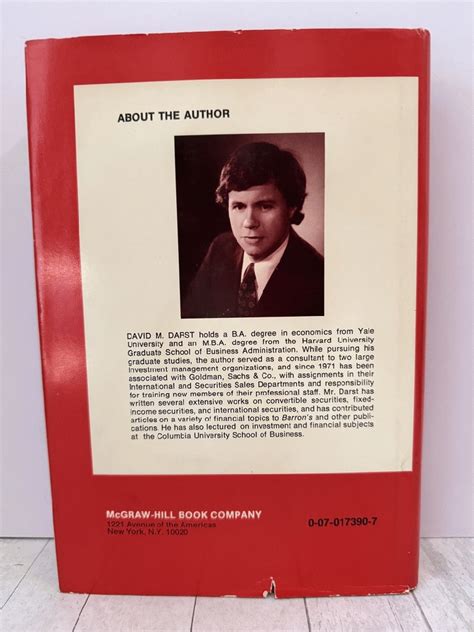 ABOUT THE AUTHOR
DAVID M. DARST holds a B.A. degree in economics from Yale
University and an M.B.A. degree from the Harvard University
Graduate School of Business Administration. While pursuing his
graduate studies, the author served as a consultant to two large
investment management organizations, and since 1971 has been
associated with Goldman, Sachs & Co., with assignments in their
International and Securities Sales Departments and responsibility
for training new members of their professional staff. Mr. Darst has
written several extensive works on convertible securities, fixed-
income securities, and international securities, and has contributed
articles on a variety of financial topics to Barron's and other publi-
cations. He has also lectured on investment and financial subjects
at the Columbia University School of Business.
McGRAW-HILL BOOK COMPANY
1221 Avenue of the Americas
New York, N.Y. 10020
0-07-017390-7